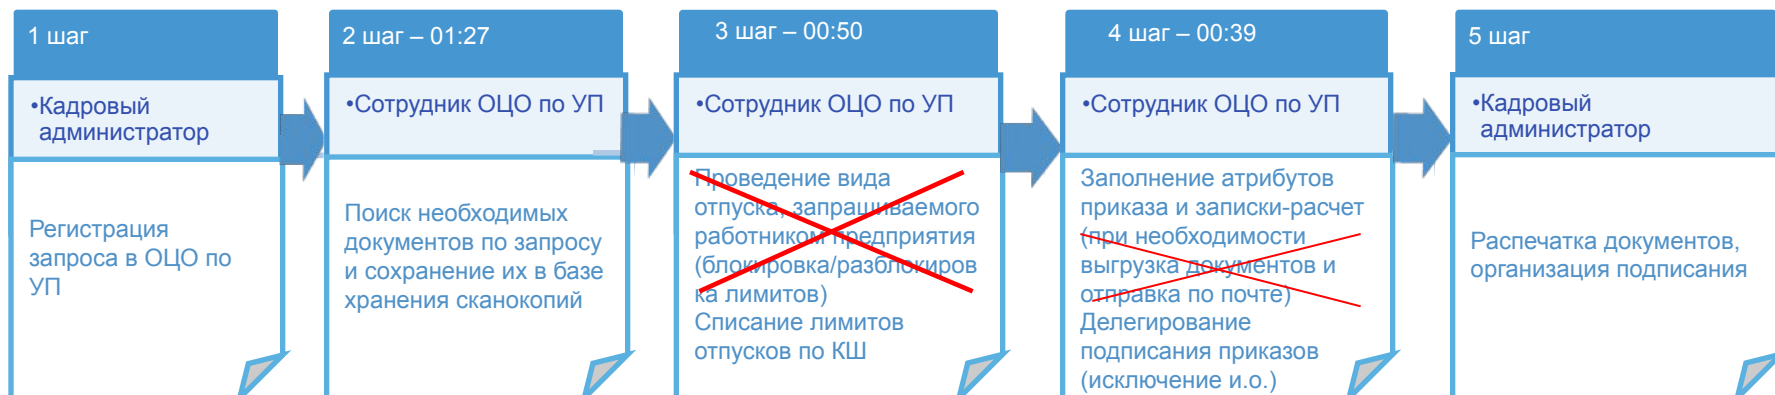 1 шаг
•Кадровый
администратор
Регистрация
запроса в ОЦО по
УП
2 шаг – 01:27
•Сотрудник ОЦО по УП
Поиск необходимых
документов по запросу
и сохранение их в базе
хранения сканокопий
3 шаг – 00:50
•Сотрудник ОЦО по УП
Проведение вида
отпуска, запрашиваемого
работником предприятия
(блокировка/разблокиров
ка лимитов)
Списание лимитов
отпусков по КШ
4 шаг – 00:39
•Сотрудник ОЦО по УП
Заполнение атрибутов
приказа и записки-расчет
(при необходимости
выгрузка документов и
отправка по почте)
Делегирование
подписания приказов
(исключение и.о.)
5 шаг
•Кадровый
администратор
Распечатка документов,
организация подписания